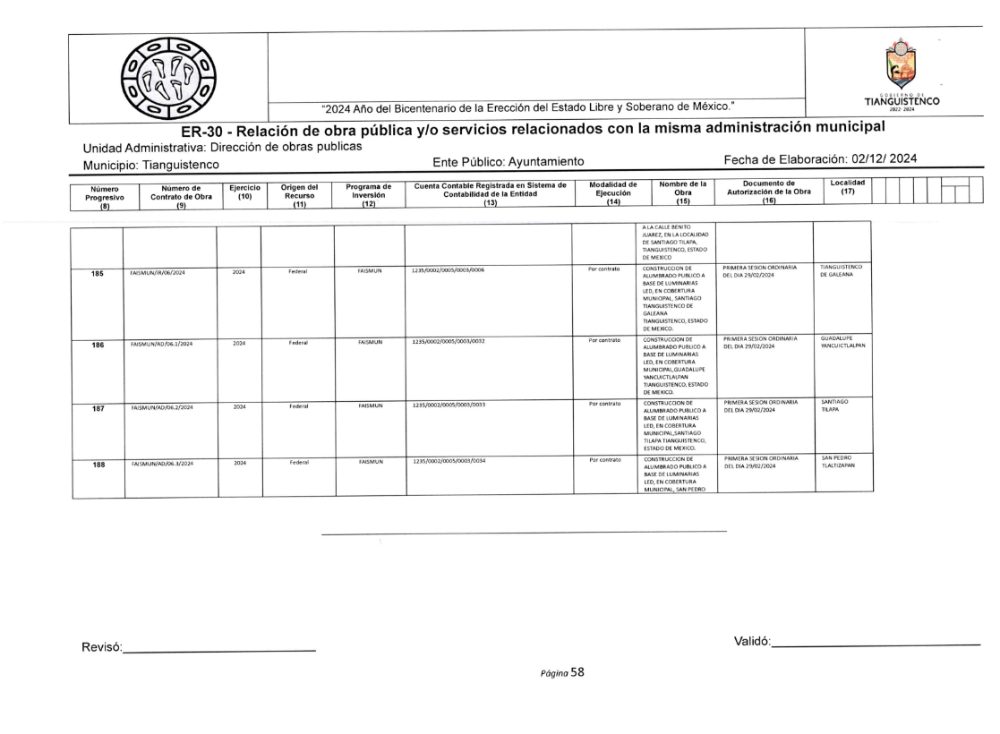 "2024 Año del Bicentenario de la Erección del Estado Libre y Soberano de México."
GOBIERNO DE
TIANGUISTENCO
2022-2024
ER-30 - Relación de obra pública y/o servicios relacionados con la misma administración municipal
Unidad Administrativa: Dirección de obras publicas
Municipio: Tianguistenco
Ente Público: Ayuntamiento
Fecha de Elaboración: 02/12/ 2024
Número Progresivo (8)
Número de Contrato de Obra (9)
Ejercicio (10)
Origen del Recurso (11)
Programa de Inversión (12)
Cuenta Contable Registrada en Sistema de Contabilidad de la Entidad (13)
Modalidad de Ejecución (14)
Nombre de la Obra (15)
Documento de Autorización de la Obra (16)
Localidad (17)
A LA CALLE BENITO
JUAREZ, EN LA LOCALIDAD
DE SANTIAGO TILAPA,
TIANGUISTENCO, ESTADO
DE MEXICO
185
FAISMUN/IR/06/2024
2024
Federal
FAISMUN
1235/0002/0005/0003/0006
Por contrato
CONSTRUCCION DE
ALUMBRADO PUBLICO A
BASE DE LUMINARIAS
LED, EN COBERTURA
MUNICIPAL, SANTIAGO
TIANGUISTENCO DE
GALEANA
TIANGUISTENCO, ESTADO
DE MEXICO.
PRIMERA SESION ORDINARIA
DEL DIA 29/02/2024
TIANGUISTENCO
DE GALEANA
186
FAISMUN/AD/06.1/2024
2024
Federal
FAISMUN
1235/0002/0005/0003/0032
Por contrato
CONSTRUCCION DE
ALUMBRADO PUBLICO A
BASE DE LUMINARIAS
LED, EN COBERTURA
MUNICIPAL,GUADALUPE
YANCUICTLALPAN
TIANGUISTENCO, ESTADO
DE MEXICO.
PRIMERA SESION ORDINARIA
DEL DIA 29/02/2024
GUADALUPE
YANCUICTLALPAN
187
FAISMUN/AD/06.2/2024
2024
Federal
FAISMUN
1235/0002/0005/0003/0033
Por contrato
CONSTRUCCION DE
ALUMBRADO PUBLICO A
BASE DE LUMINARIAS
LED, EN COBERTURA
MUNICIPAL,SANTIAGO
TILAPA TIANGUISTENCO,
ESTADO DE MEXICO.
PRIMERA SESION ORDINARIA
DEL DIA 29/02/2024
SANTIAGO
TILAPA
188
FAISMUN/AD/06.3/2024
2024
Federal
FAISMUN
1235/0002/0005/0003/0034
Por contrato
CONSTRUCCION DE
ALUMBRADO PUBLICO A
BASE DE LUMINARIAS
LED, EN COBERTURA
MUNICIPAL, SAN PEDRO
PRIMERA SESION ORDINARIA
DEL DIA 29/02/2024
SAN PEDRO
TLALTIZAPAN
Revisó:
Validó:
Página 58